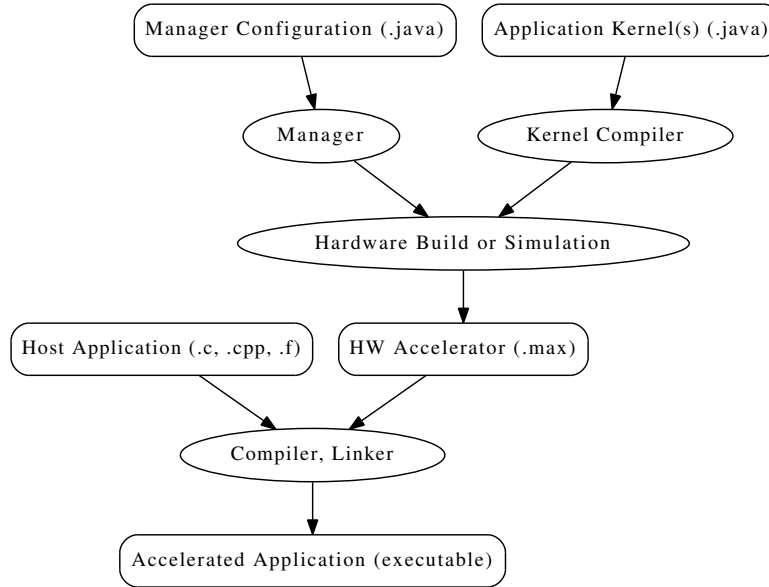 Manager Configuration (.java)
Application Kernel(s) (.java)
Manager
Kernel Compiler
Hardware Build or Simulation
Host Application (.c, .cpp, .f)
HW Accelerator (.max)
Compiler, Linker
Accelerated Application (executable)